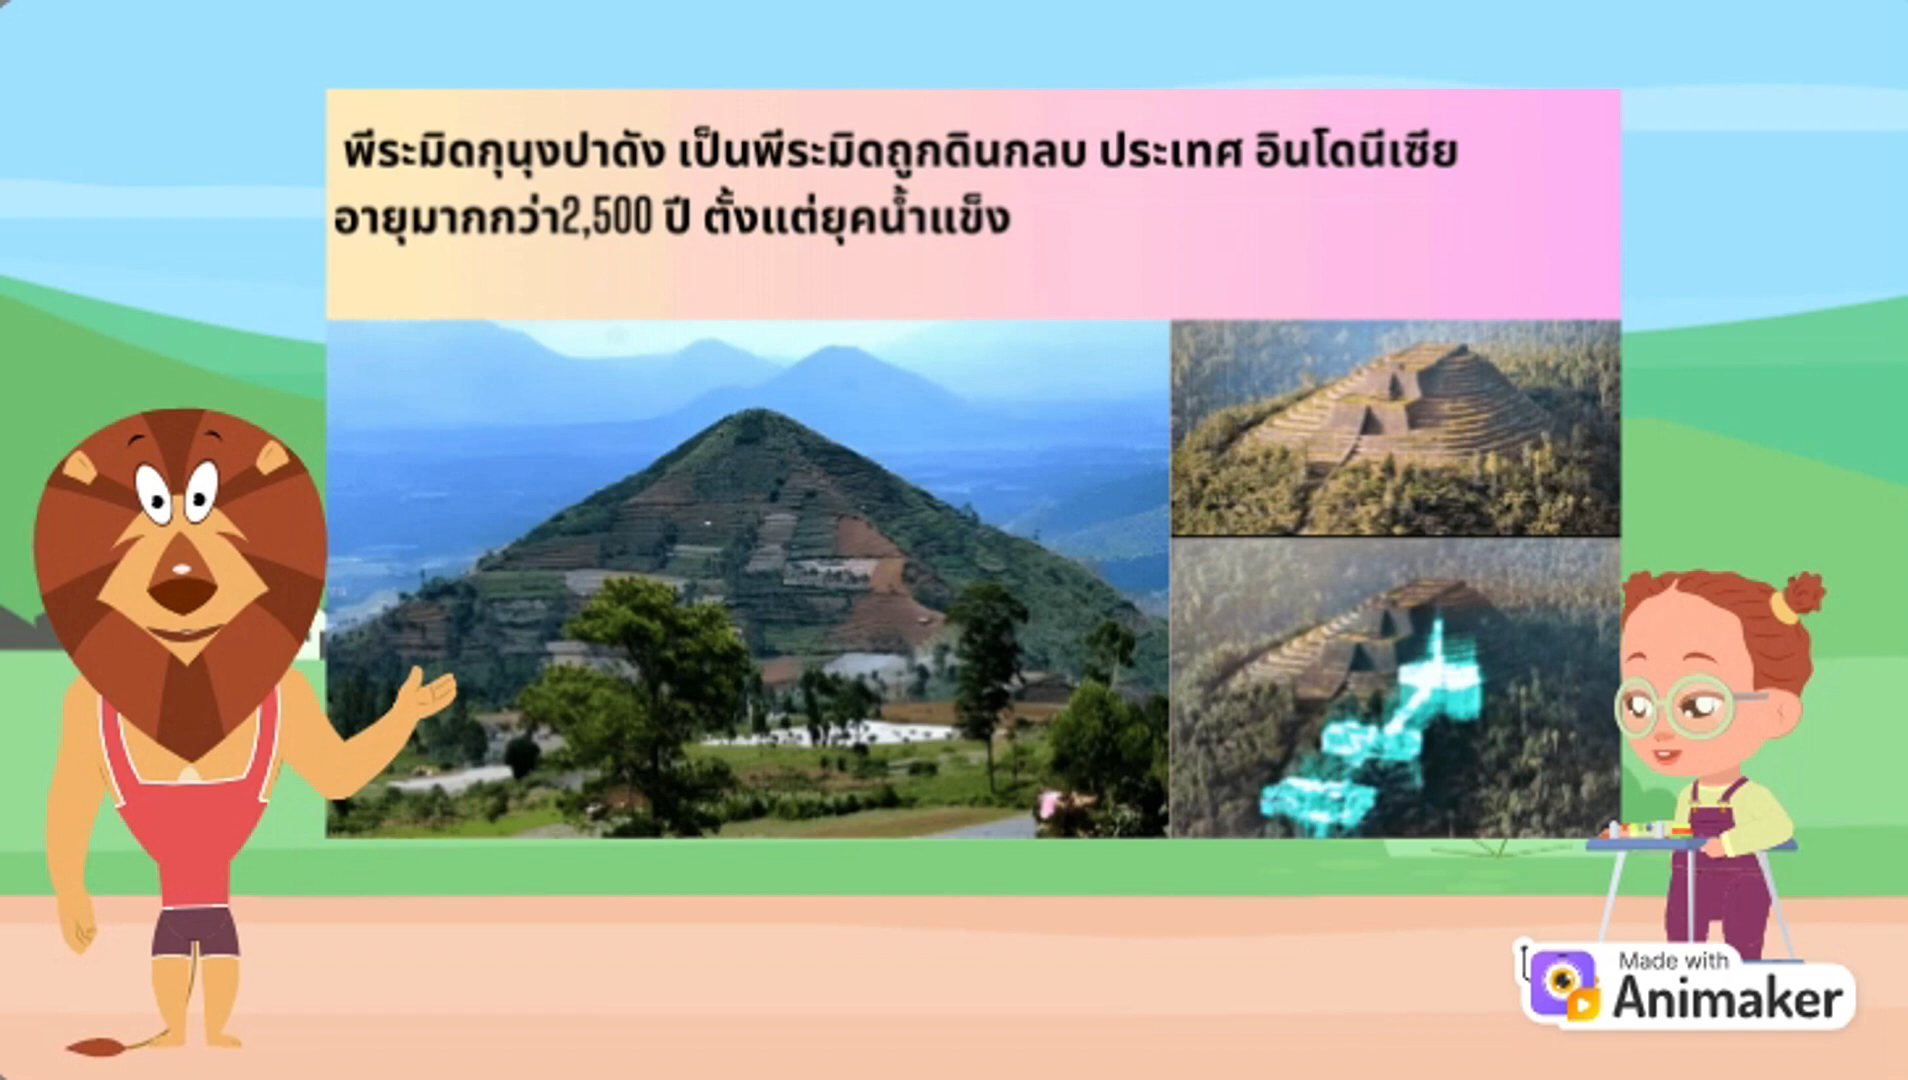 พีระมิดกุนุงปาดัง เป็นพีระมิดถูกดินกลบ ประเทศ อินโดนีเซีย
อายุมากกว่า2,500 ปี ตั้งแต่ยุคน้ำแข็ง
Made with
Animaker